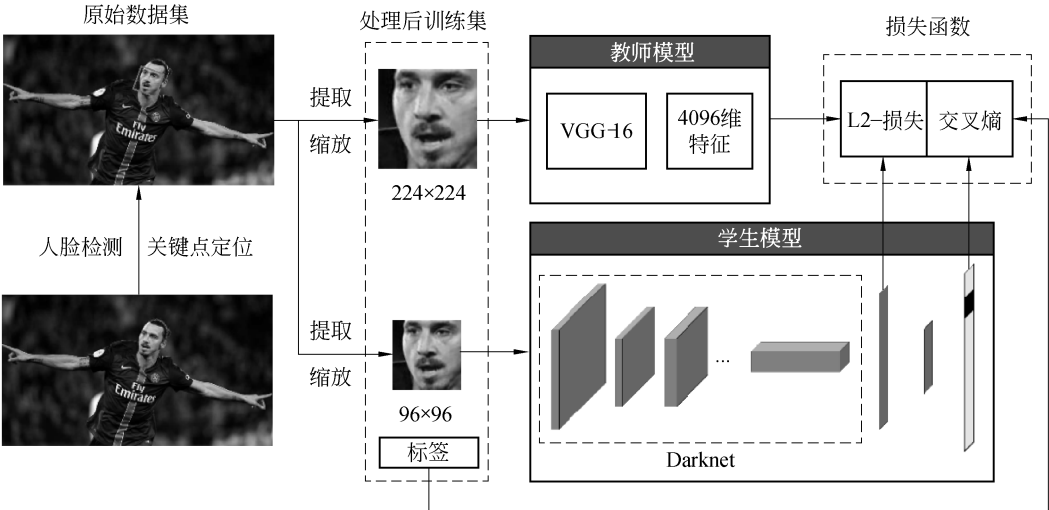 原始数据集
处理后训练集
损失函数
教师模型
VGG-16
4096维
特征
L2-损失
交叉熵
提取
缩放
224×224
Fly
Emirates
人脸检测
关键点定位
学生模型
提取
缩放
96×96
...
Darknet
标签
Fly
Emirates